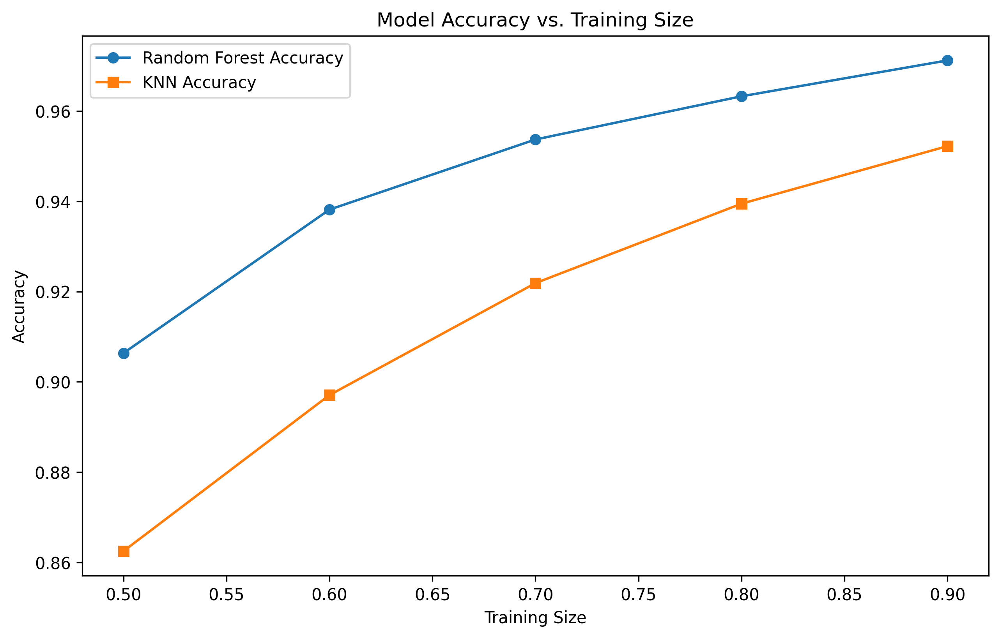 Model Accuracy vs. Training Size
Random Forest Accuracy
KNN Accuracy
0.96
0.94
0.92
0.90
0.88
0.86
Accuracy
0.50 0.55 0.60 0.65 0.70 0.75 0.80 0.85 0.90
Training Size